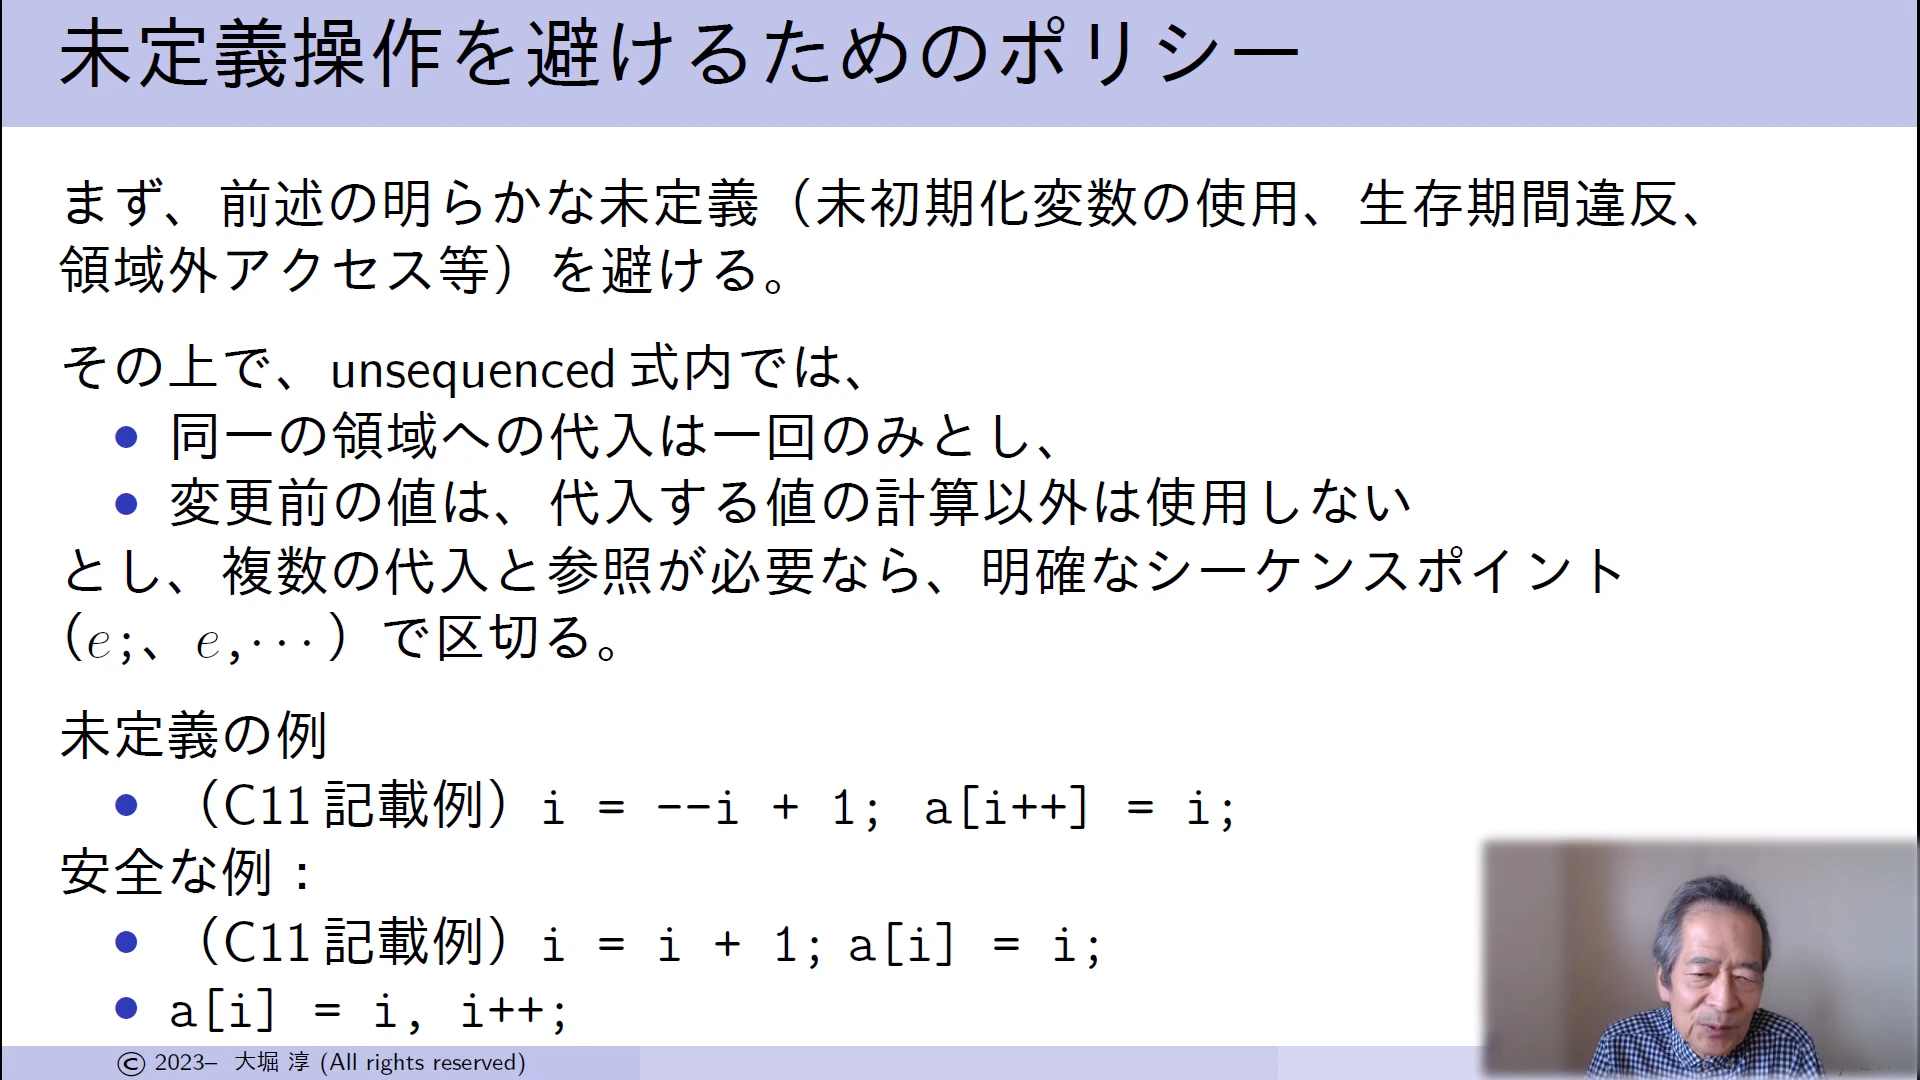 未定義操作を避けるためのポリシー
まず、前述の明らかな未定義（未初期化変数の使用、生存期間違反、
領域外アクセス等）を避ける。
その上で、unsequenced 式内では、
● 同一の領域への代入は一回のみとし、
● 変更前の値は、代入する値の計算以外は使用しない
とし、複数の代入と参照が必要なら、明確なシーケンスポイント
（e;、e,···）で区切る。
未定義の例
● （C11 記載例）i = --i + 1; a[i++] = i;
安全な例：
● （C11 記載例）i = i + 1; a[i] = i;
● a[i] = i, i++;
© 2023– 大堀 淳 (All rights reserved)